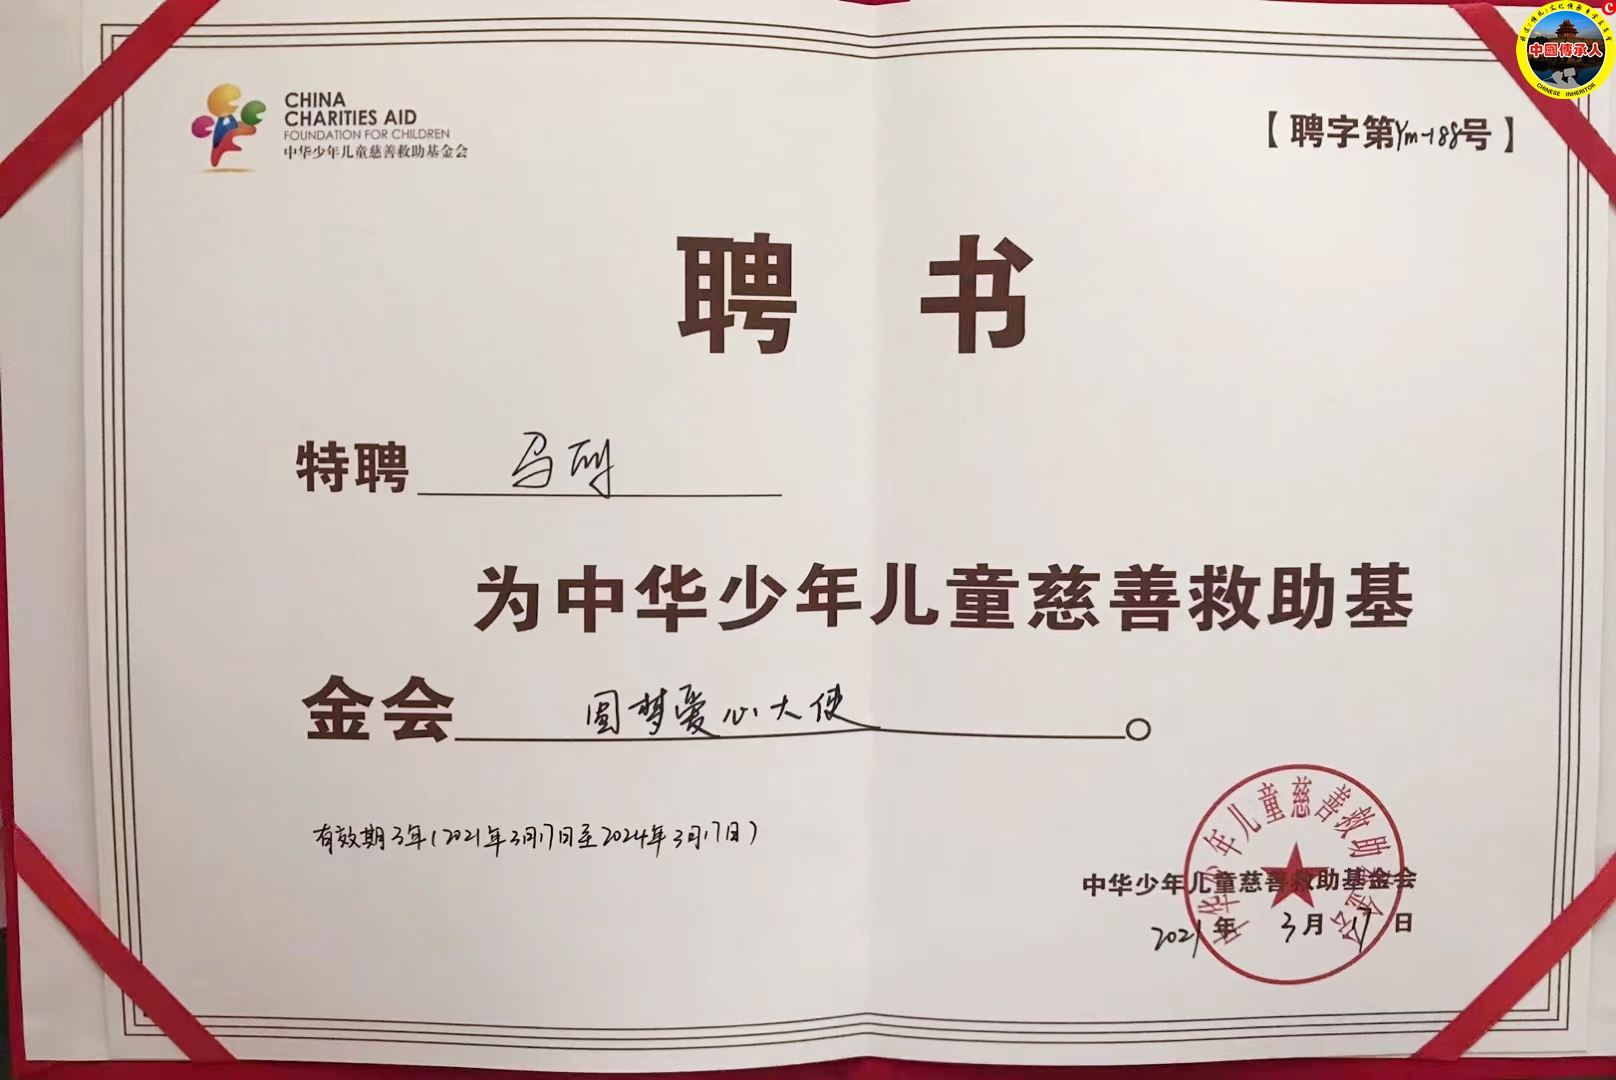 CHINA
CHARITIES AID
FOUNDATION FOR CHILDREN
中华少年儿童慈善救助基金会
【聘字第Ym-188号】
中國傳承人
CHINESE INHERITOR
聘 书
特聘 马
为中华少年儿童慈善救助基
金会 圆梦爱心大使。
有效期3年(2021年3月17日至2024年3月17日)
中华少年儿童慈善救助基金会
中华少年儿童慈善救助基金会
2021年3月17日